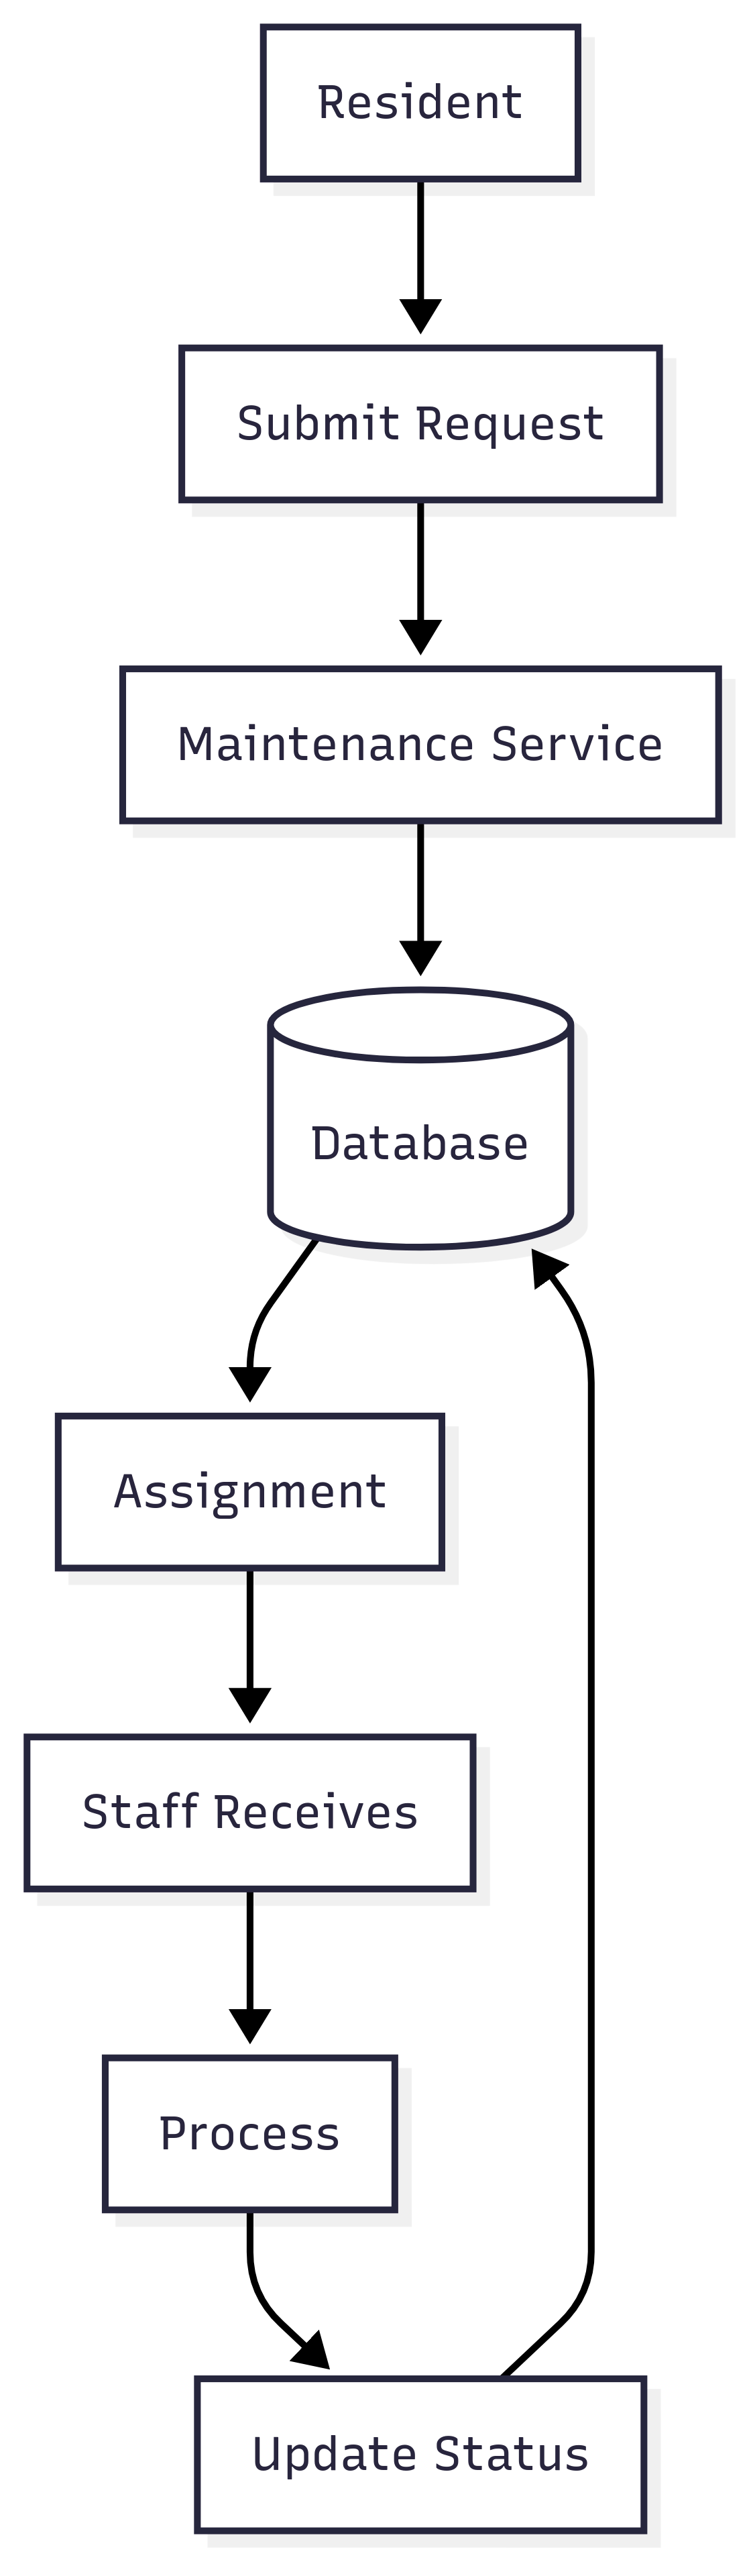 Resident
Submit Request
Maintenance Service
Database
Assignment
Staff Receives
Process
Update Status